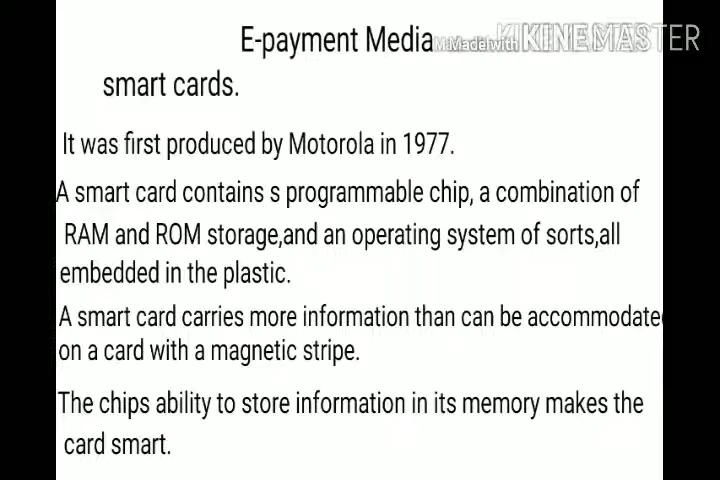 E-payment Media
Made with KINEMASTER
smart cards.
It was first produced by Motorola in 1977.
A smart card contains s programmable chip, a combination of
RAM and ROM storage,and an operating system of sorts,all
embedded in the plastic.
A smart card carries more information than can be accommodate
on a card with a magnetic stripe.
The chips ability to store information in its memory makes the
card smart.